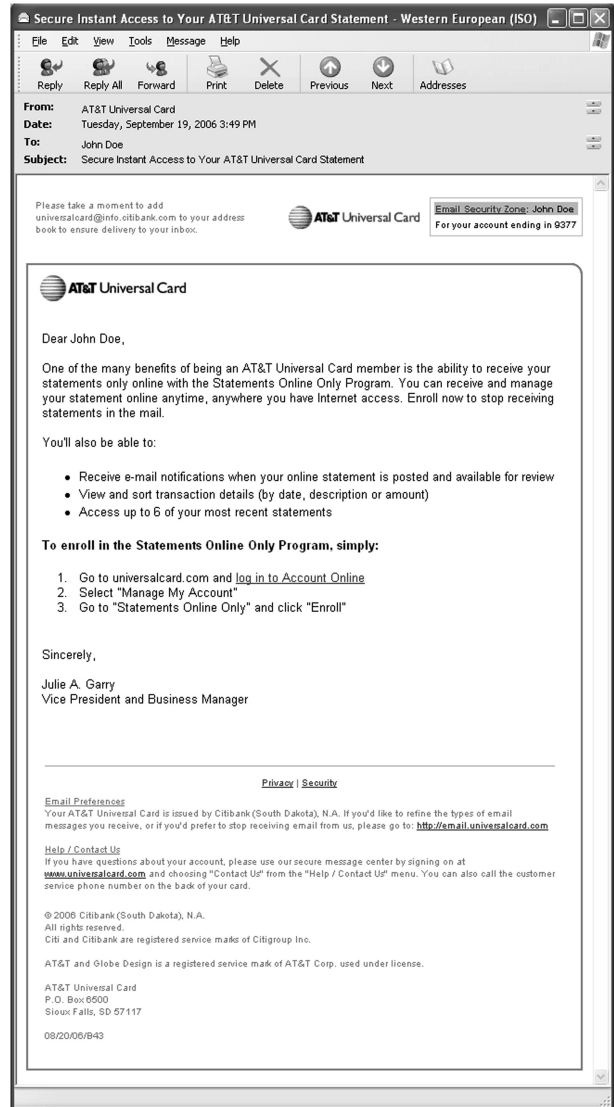 Secure Instant Access to Your AT&T Universal Card Statement - Western European (ISO)
File Edit View Tools Message Help
Reply Reply All Forward Print Delete Previous Next Addresses
From: AT&T Universal Card
Date: Tuesday, September 19, 2006 3:49 PM
To: John Doe
Subject: Secure Instant Access to Your AT&T Universal Card Statement
Please take a moment to add
universalcard@info.citibank.com to your address
book to ensure delivery to your inbox.
AT&T Universal Card
Email Security Zone: John Doe
For your account ending in 9377
AT&T Universal Card
Dear John Doe,
One of the many benefits of being an AT&T Universal Card member is the ability to receive your
statements only online with the Statements Online Only Program. You can receive and manage
your statement online anytime, anywhere you have Internet access. Enroll now to stop receiving
statements in the mail.
You'll also be able to:
• Receive e-mail notifications when your online statement is posted and available for review
• View and sort transaction details (by date, description or amount)
• Access up to 6 of your most recent statements
To enroll in the Statements Online Only Program, simply:
1. Go to universalcard.com and log in to Account Online
2. Select "Manage My Account"
3. Go to "Statements Online Only" and click "Enroll"
Sincerely,
Julie A. Garry
Vice President and Business Manager
Privacy | Security
Email Preferences
Your AT&T Universal Card is issued by Citibank (South Dakota), N.A. If you'd like to refine the types of email
messages you receive, or if you'd prefer to stop receiving email from us, please go to: http://email.universalcard.com
Help / Contact Us
If you have questions about your account, please use our secure message center by signing on at
www.universalcard.com and choosing "Contact Us" from the "Help / Contact Us" menu. You can also call the customer
service phone number on the back of your card.
© 2006 Citibank (South Dakota), N.A.
All rights reserved.
Citi and Citibank are registered service marks of Citigroup Inc.
AT&T and Globe Design is a registered service mark of AT&T Corp. used under license.
AT&T Universal Card
P.O. Box 6500
Sioux Falls, SD 57117
08/20/06/B43